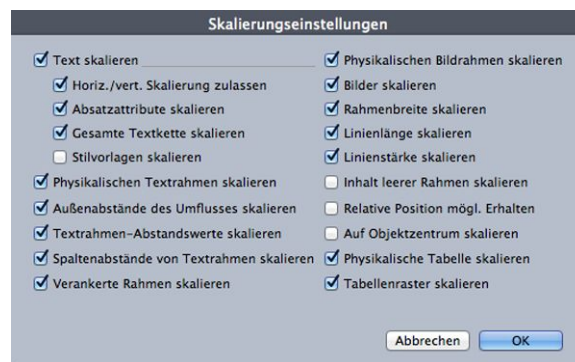 Skalierungseinstellungen
Text skalieren
Horiz./vert. Skalierung zulassen
Absatzattribute skalieren
Gesamte Textkette skalieren
Stilvorlagen skalieren
Physikalischen Textrahmen skalieren
Außenabstände des Umflusses skalieren
Textrahmen-Abstandswerte skalieren
Spaltenabstände von Textrahmen skalieren
Verankerte Rahmen skalieren
Physikalischen Bildrahmen skalieren
Bilder skalieren
Rahmenbreite skalieren
Linienlänge skalieren
Linienstärke skalieren
Inhalt leerer Rahmen skalieren
Relative Position mögl. Erhalten
Auf Objektzentrum skalieren
Physikalische Tabelle skalieren
Tabellenraster skalieren
Abbrechen
OK